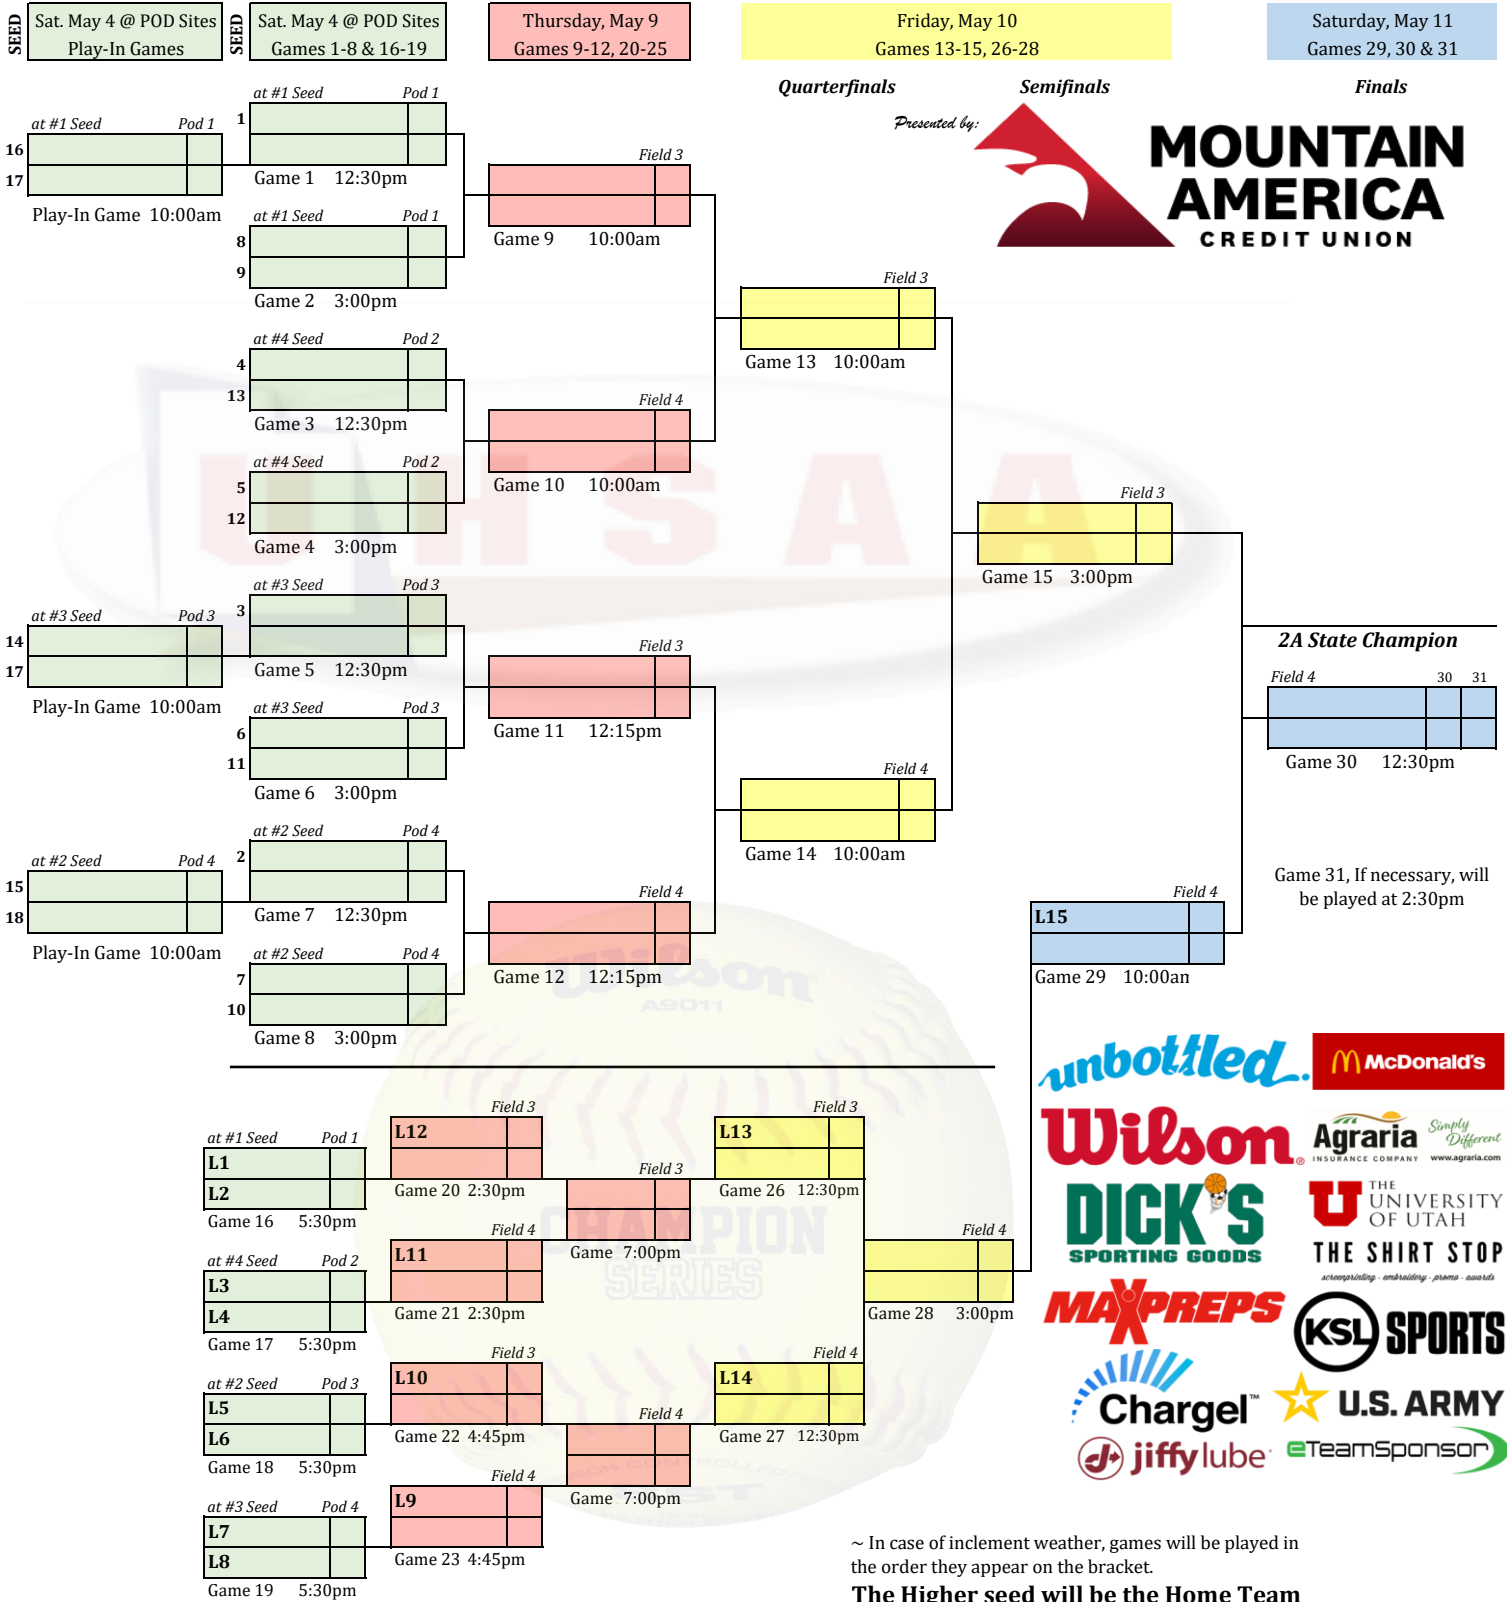 SEED
Sat. May 4 @ POD Sites
Play-In Games
SEED
Sat. May 4 @ POD Sites
Games 1-8 & 16-19
Thursday, May 9
Games 9-12, 20-25
Friday, May 10
Games 13-15, 26-28
Saturday, May 11
Games 29, 30 & 31
Quarterfinals
Semifinals
Finals
Presented by:
MOUNTAIN
AMERICA
CREDIT UNION
at #1 Seed Pod 1
16
17
Play-In Game 10:00am
at #1 Seed Pod 1
1
Game 1 12:30pm
at #1 Seed Pod 1
8
9
Game 2 3:00pm
at #4 Seed Pod 2
4
13
Game 3 12:30pm
at #4 Seed Pod 2
5
12
Game 4 3:00pm
at #3 Seed Pod 3
14
17
Play-In Game 10:00am
at #3 Seed Pod 3
3
Game 5 12:30pm
at #3 Seed Pod 3
6
11
Game 6 3:00pm
at #2 Seed Pod 4
15
18
Play-In Game 10:00am
at #2 Seed Pod 4
2
Game 7 12:30pm
at #2 Seed Pod 4
7
10
Game 8 3:00pm
Field 3
Game 9 10:00am
Field 4
Game 10 10:00am
Field 3
Game 11 12:15pm
Field 4
Game 12 12:15pm
Field 3
Game 13 10:00am
Field 4
Game 14 10:00am
Field 3
Game 15 3:00pm
2A State Champion
Field 4 30 31
Game 30 12:30pm
Game 31, If necessary, will
be played at 2:30pm
Field 4
L15
Game 29 10:00an
UHSAA
Wilson
A9011
CHAMPION
SERIES
at #1 Seed Pod 1
L1
L2
Game 16 5:30pm
at #4 Seed Pod 2
L3
L4
Game 17 5:30pm
at #2 Seed Pod 3
L5
L6
Game 18 5:30pm
at #3 Seed Pod 4
L7
L8
Game 19 5:30pm
Field 3
L12
Game 20 2:30pm
Field 4
L11
Game 21 2:30pm
Field 3
L10
Game 22 4:45pm
Field 4
L9
Game 23 4:45pm
Field 3
Game 7:00pm
Field 4
Game 7:00pm
Field 3
L13
Game 26 12:30pm
Field 4
L14
Game 27 12:30pm
Field 4
Game 28 3:00pm
unbottled.
McDonald's
Wilson
Agraria
INSURANCE COMPANY
Simply
Different
www.agraria.com
DICK'S
SPORTING GOODS
U THE
UNIVERSITY
OF UTAH
THE SHIRT STOP
screenprinting - embroidery - promo - awards
MAXPREPS
KSL SPORTS
Chargel™
U.S. ARMY
jiffy lube
eTeamSponsor
~ In case of inclement weather, games will be played in
the order they appear on the bracket.
The Higher seed will be the Home Team